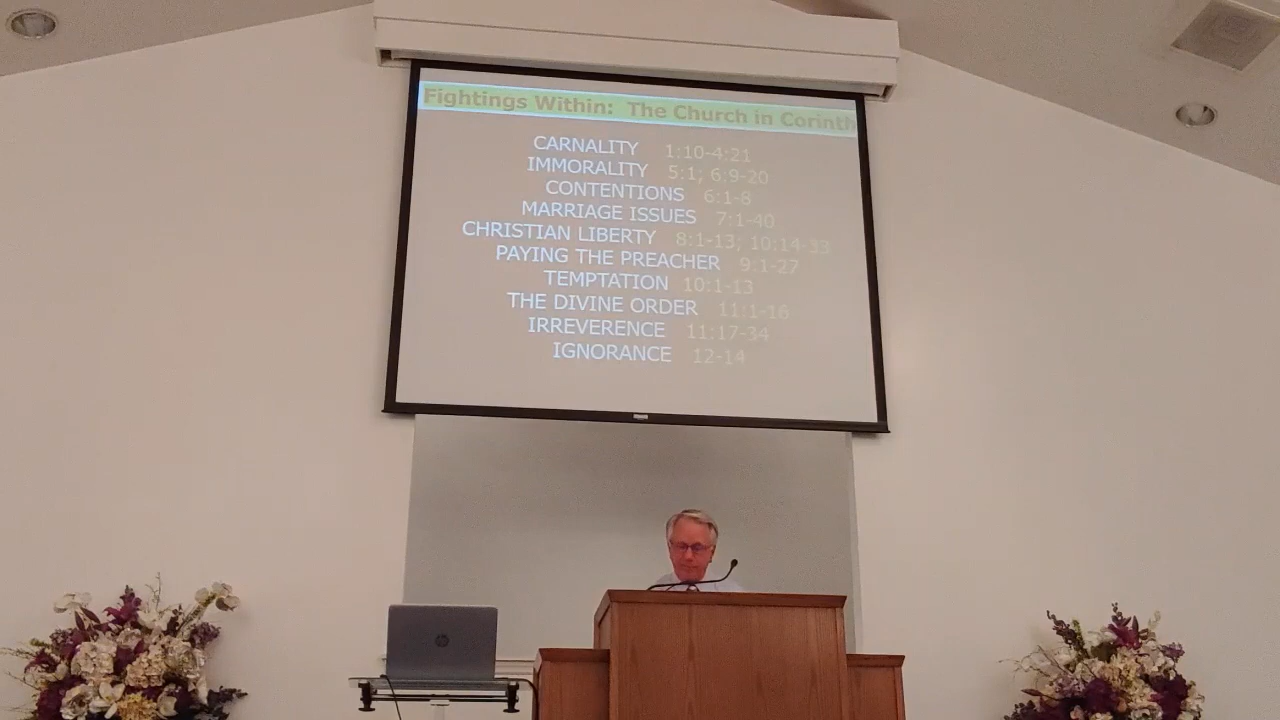 Fightings Within: The Church in Corinth
CARNALITY 1:10-4:21
IMMORALITY 5:1; 6:9-20
CONTENTIONS 6:1-8
MARRIAGE ISSUES 7:1-40
CHRISTIAN LIBERTY 8:1-13; 10:14-33
PAYING THE PREACHER 9:1-27
TEMPTATION 10:1-13
THE DIVINE ORDER 11:1-16
IRREVERENCE 11:17-34
IGNORANCE 12-14
hp